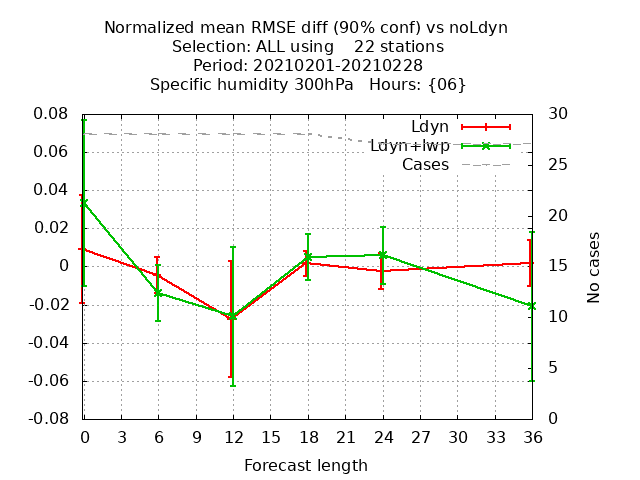 Normalized mean RMSE diff (90% conf) vs noLdyn
Selection: ALL using    22 stations
Period: 20210201-20210228
Specific humidity 300hPa   Hours: {06}
0.08
0.06
0.04
0.02
0
-0.02
-0.04
-0.06
-0.08
Ldyn
Ldyn+lwp
Cases
30
25
20
15
10
5
0
No cases
0 3 6 9 12 15 18 21 24 27 30 33 36
Forecast length